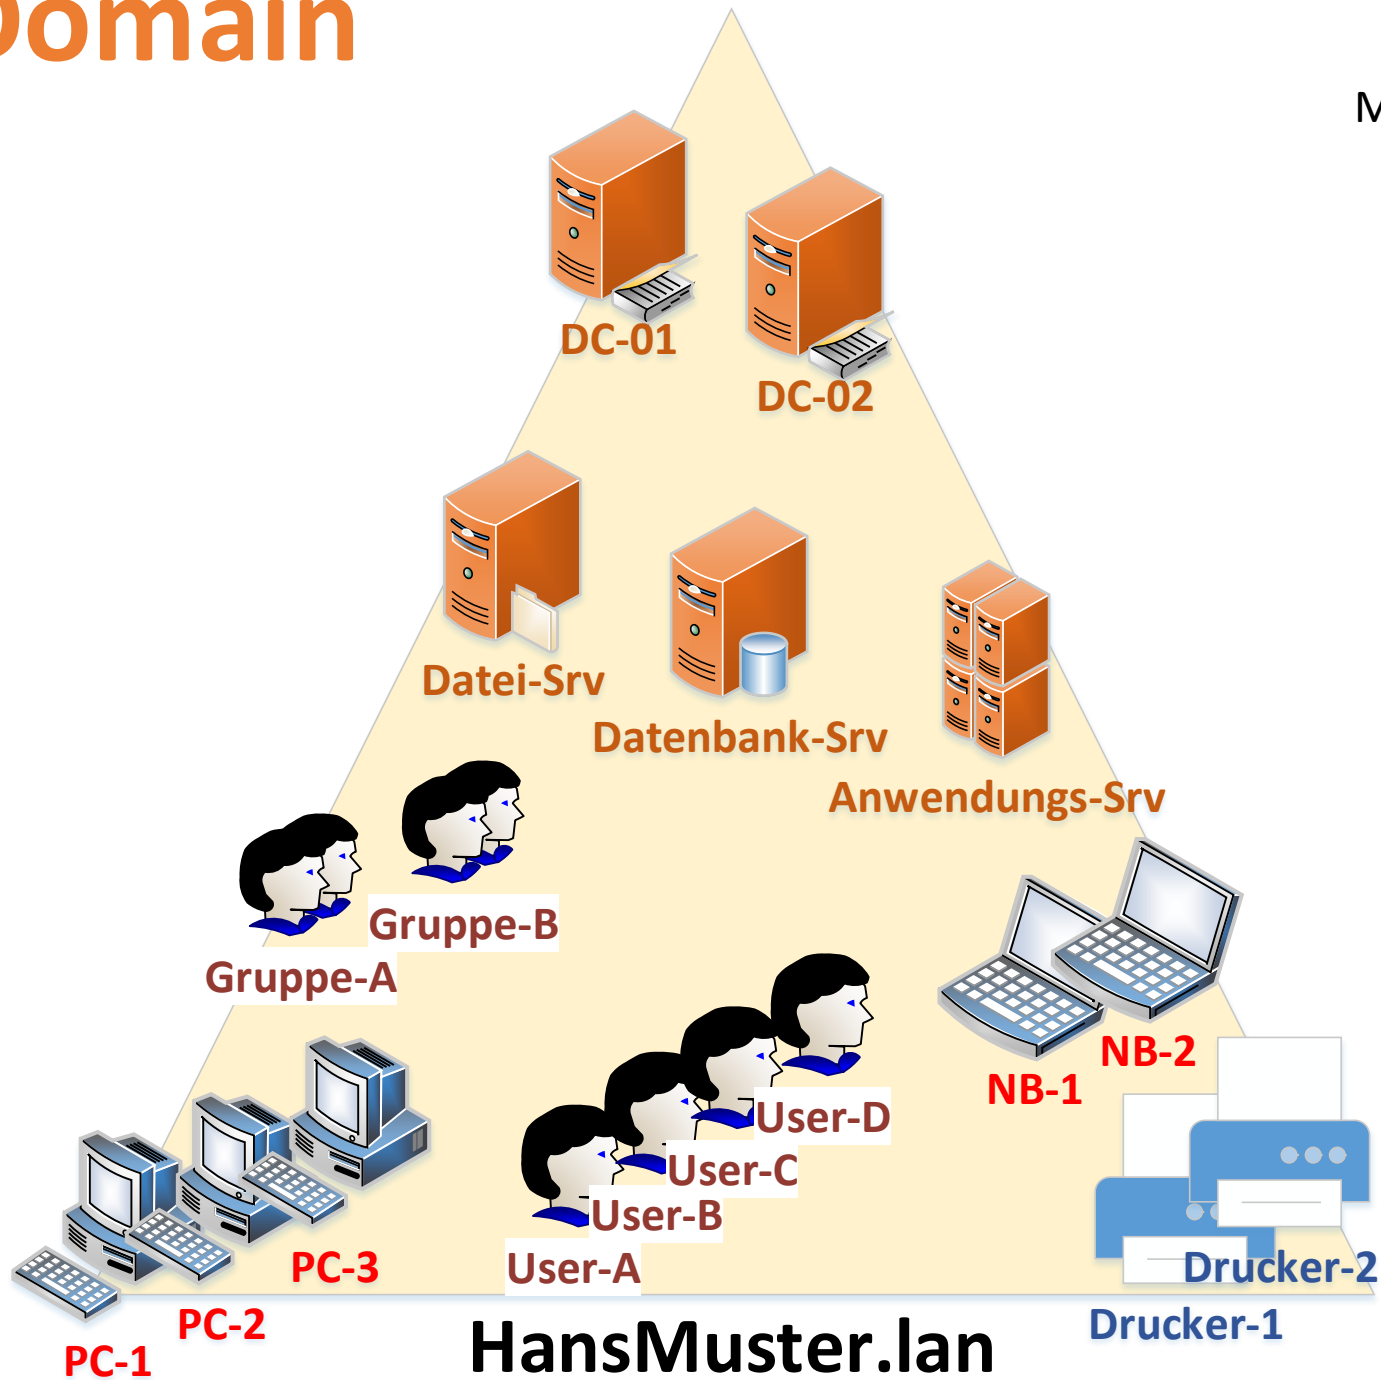 Domain
M
DC-01
DC-02
Datei-Srv
Datenbank-Srv
Anwendungs-Srv
Gruppe-B
Gruppe-A
NB-2
NB-1
User-D
User-C
User-B
User-A
PC-3
PC-2
PC-1
Drucker-2
Drucker-1
HansMuster.lan